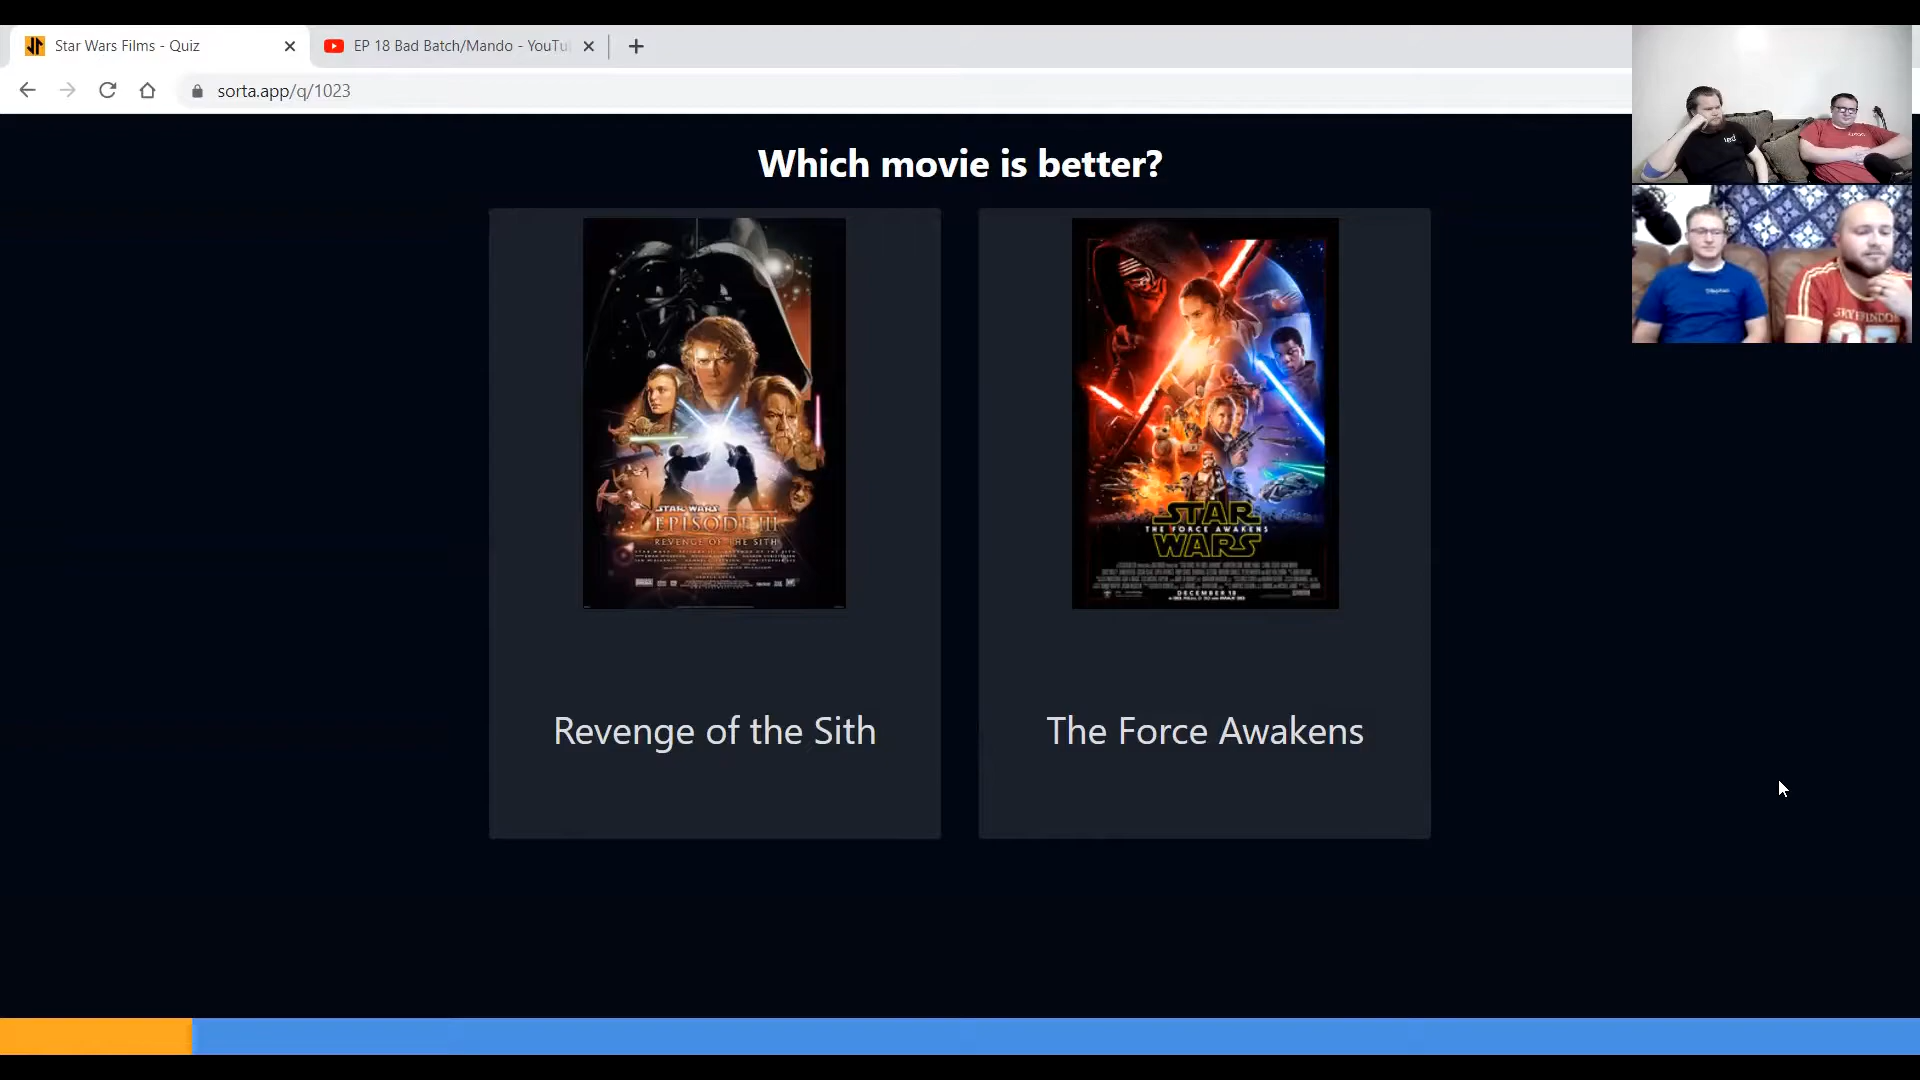 Star Wars Films - Quiz
EP 18 Bad Batch/Mando - YouTu
sorta.app/q/1023
Which movie is better?
STAR WARS
EPISODE III
REVENGE OF THE SITH
STAR
THE FORCE AWAKENS
WARS
DECEMBER 18
Revenge of the Sith
The Force Awakens
GRYFFINDOR